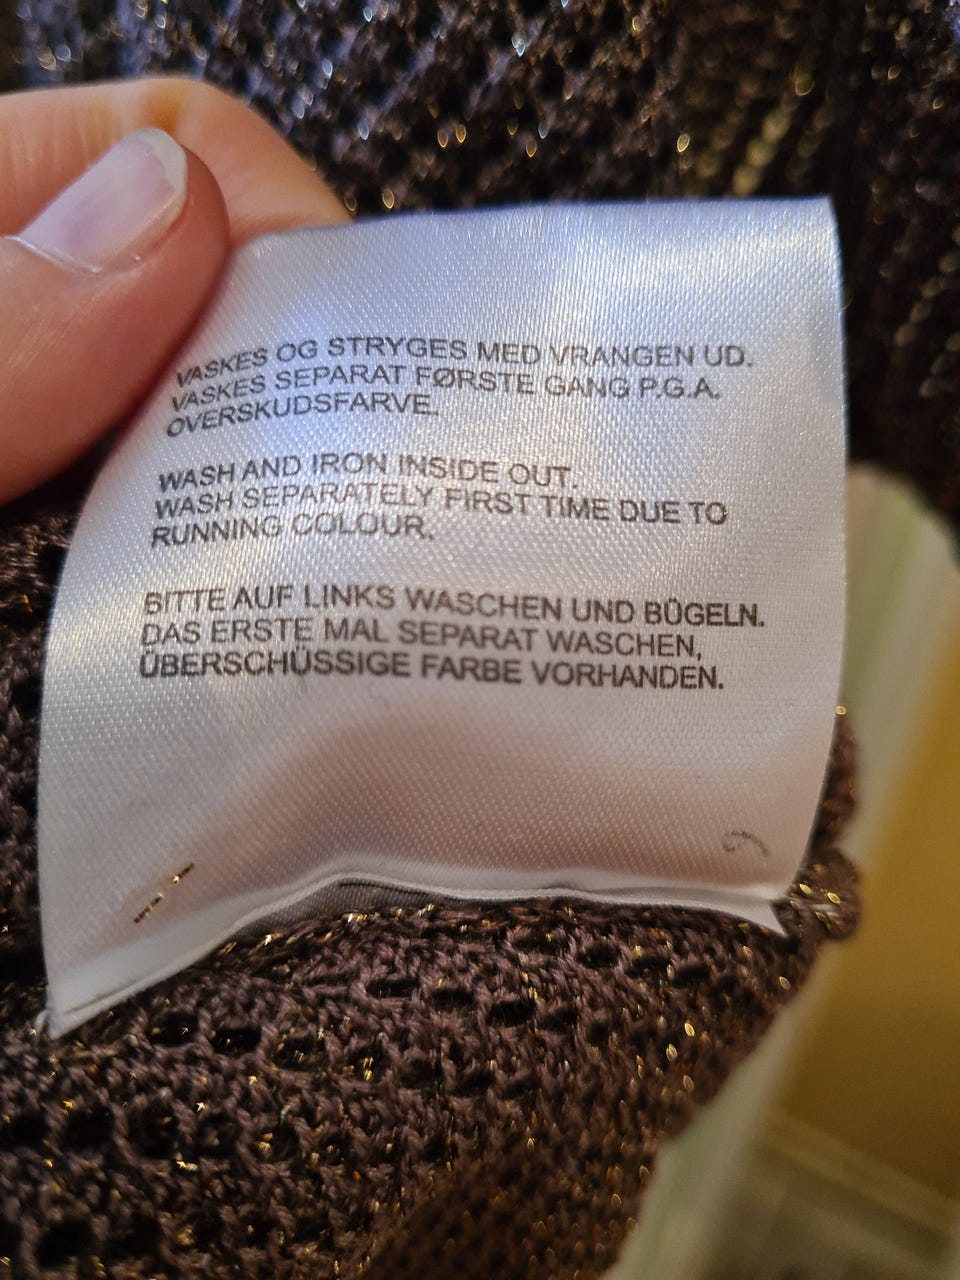 VASKES OG STRYGES MED VRANGEN UD.
VASKES SEPARAT FØRSTE GANG P.G.A.
OVERSKUDSFARVE.
WASH AND IRON INSIDE OUT.
WASH SEPARATELY FIRST TIME DUE TO
RUNNING COLOUR.
BITTE AUF LINKS WASCHEN UND BÜGELN.
DAS ERSTE MAL SEPARAT WASCHEN,
ÜBERSCHÜSSIGE FARBE VORHANDEN.